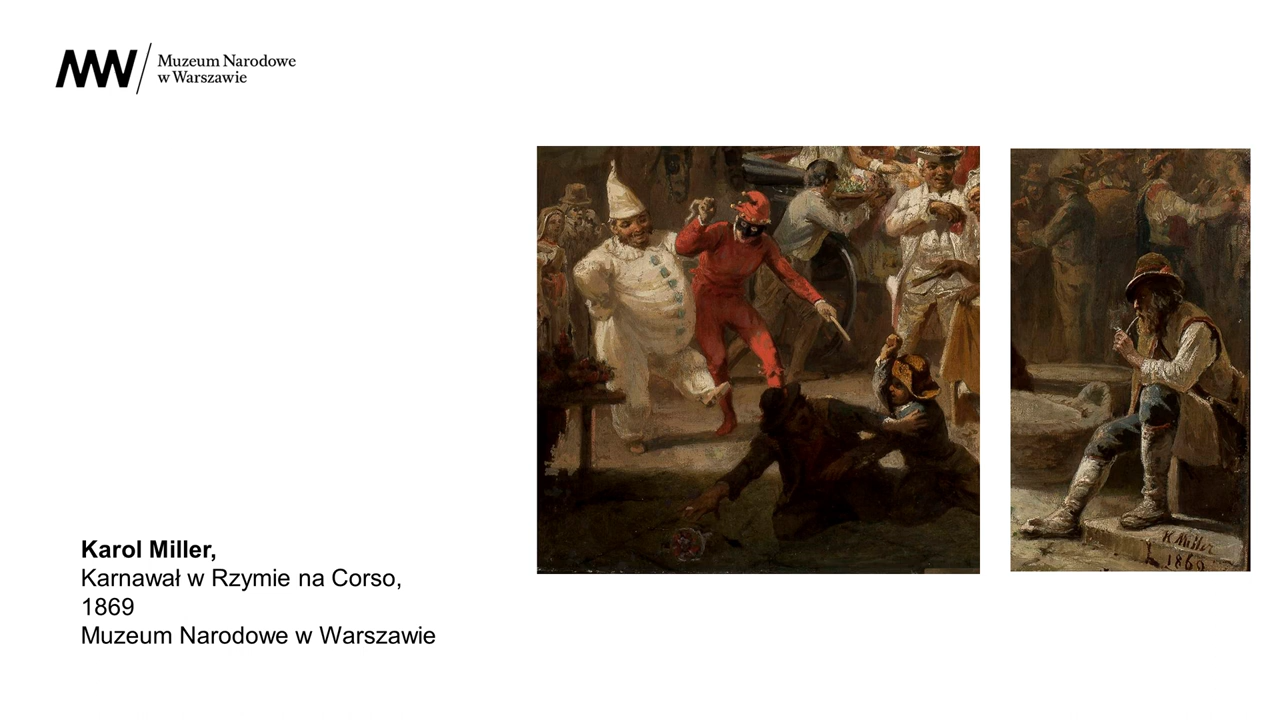 MNW
Muzeum Narodowe
w Warszawie
Karol Miller,
Karnawał w Rzymie na Corso,
1869
Muzeum Narodowe w Warszawie
K Miller
1869